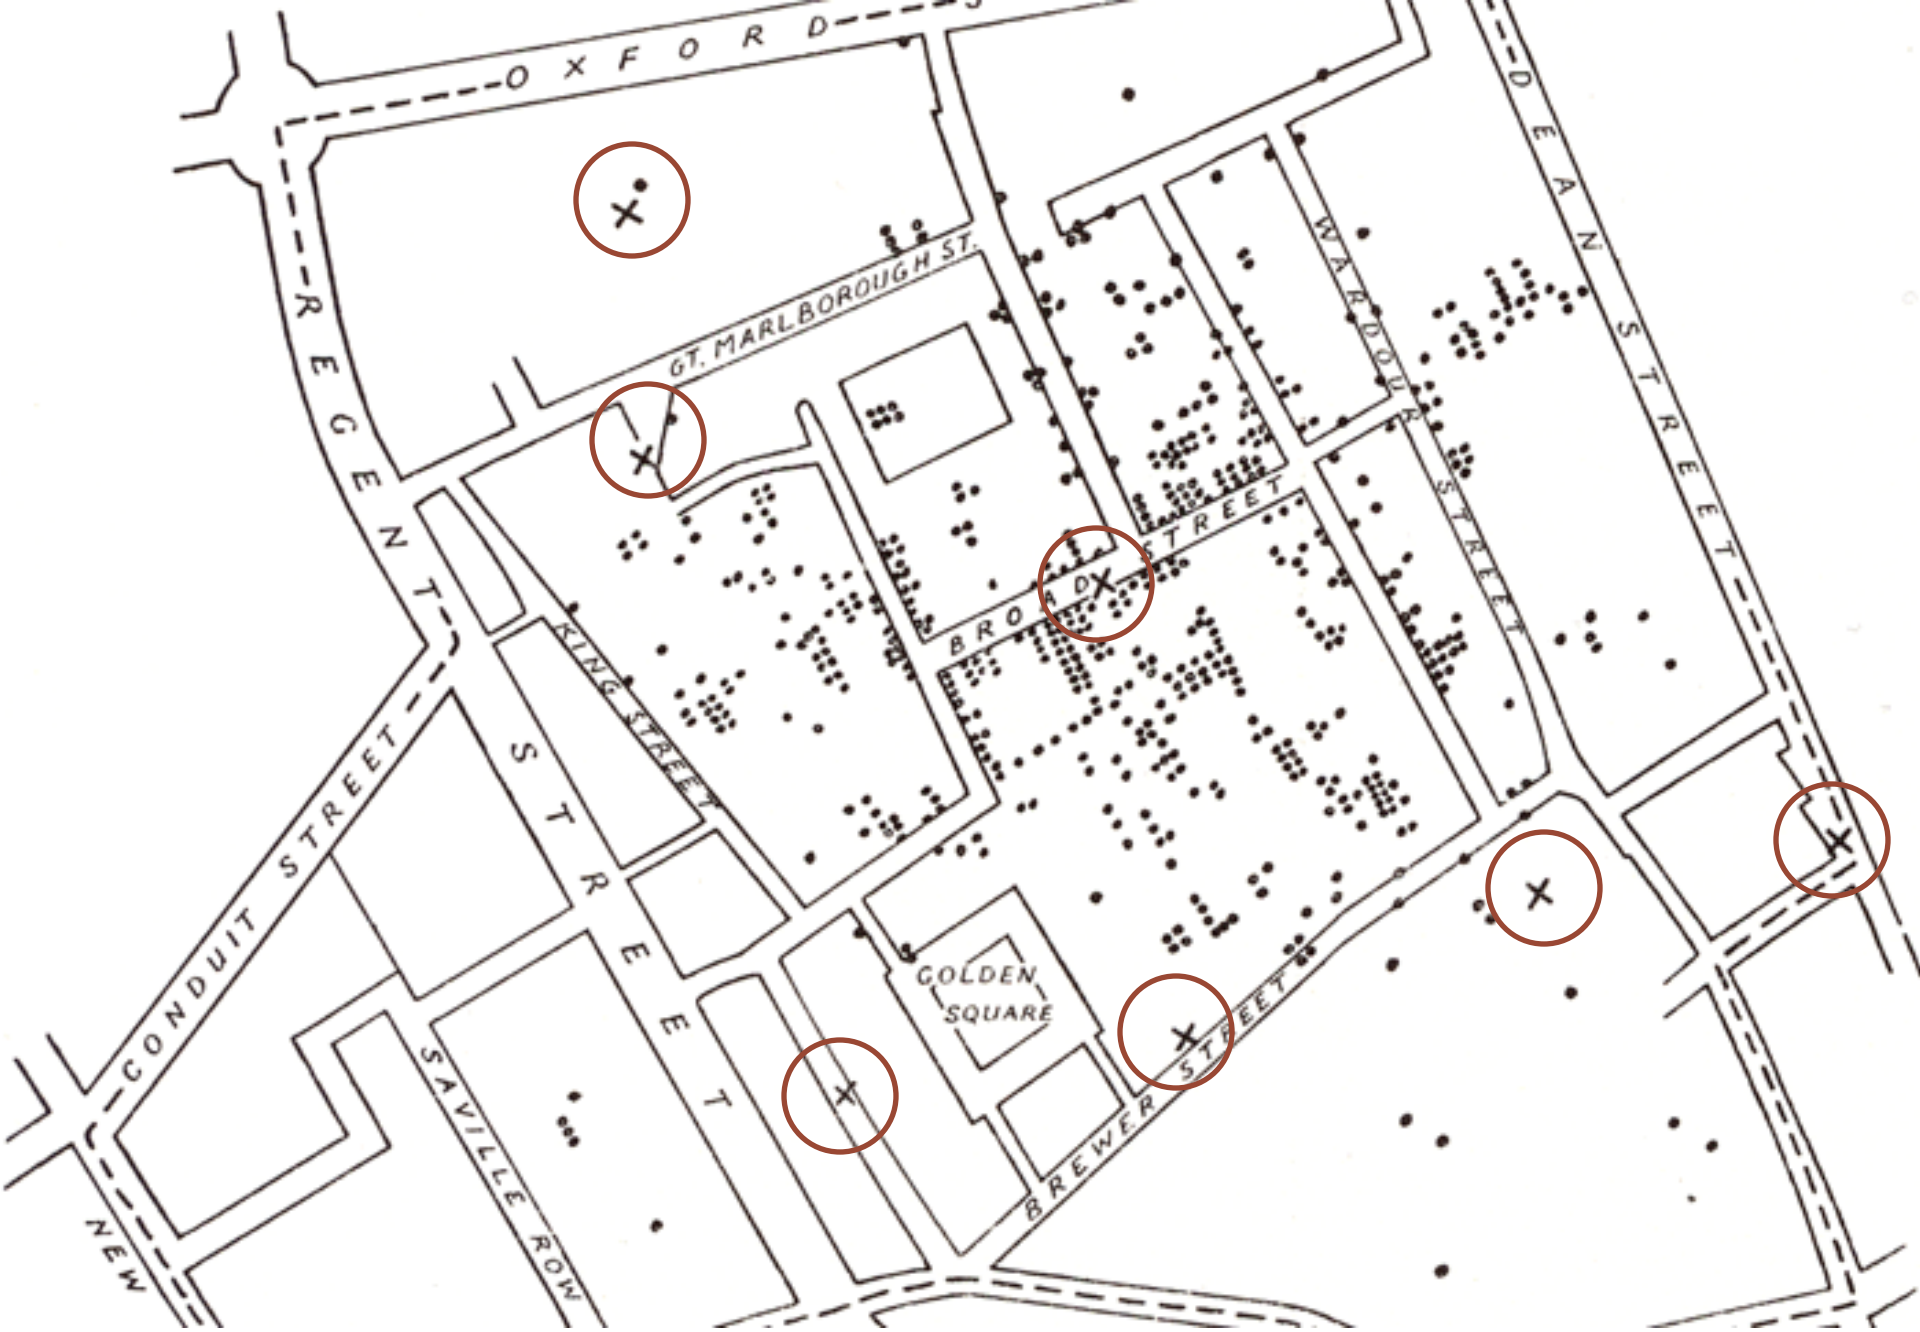 OXFORD S
REGENT STREET
GT. MARLBOROUGH ST.
WARDOUR STREET
DEAN STREET
BROAD STREET
KING STREET
CONDUIT STREET
GOLDEN
SQUARE
BREWER STREET
SAVILLE ROW
NEW